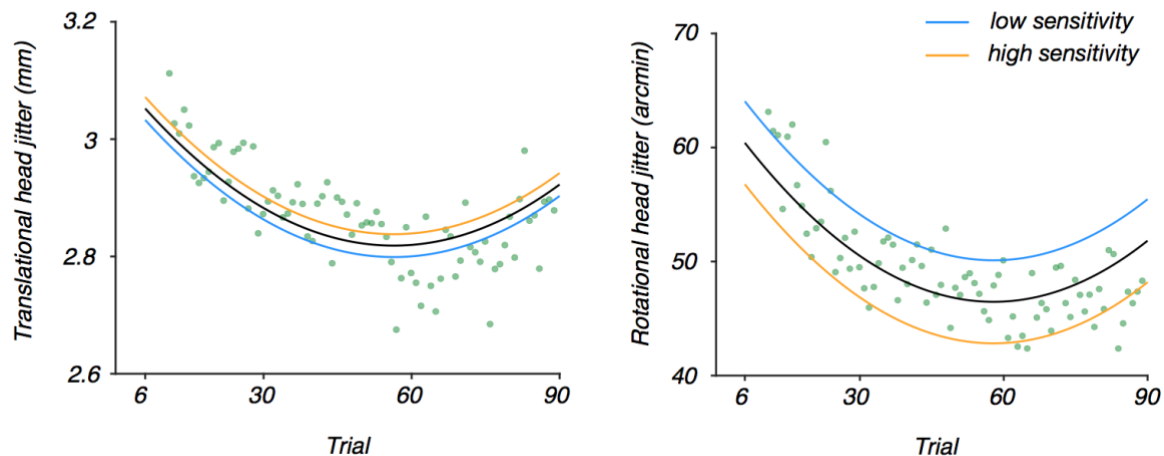 Translational head jitter (mm)
3.2
3
2.8
2.6
6
30
60
90
Trial
low sensitivity
high sensitivity
Rotational head jitter (arcmin)
70
60
50
40
6
30
60
90
Trial